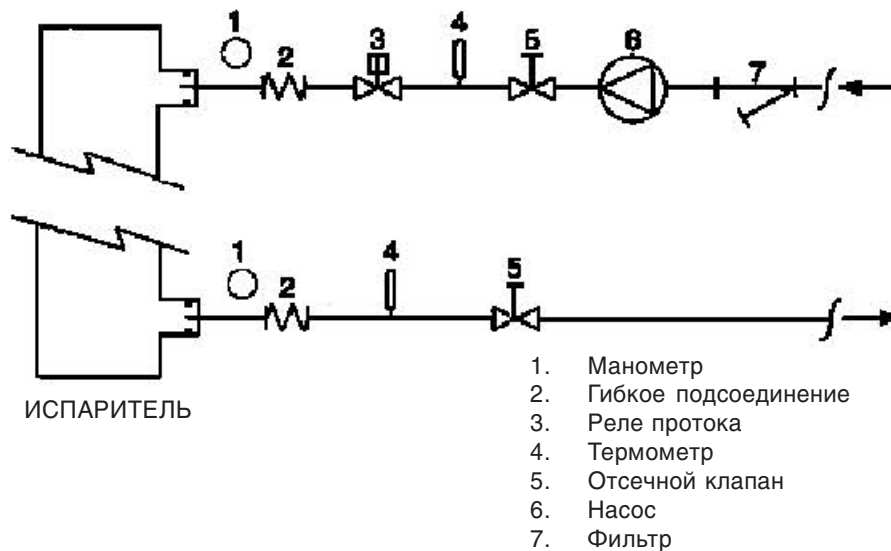 1
2
3
4
5
6
7
1
2
4
5
ИСПАРИТЕЛЬ
1. Манометр
2. Гибкое подсоединение
3. Реле протока
4. Термометр
5. Отсечной клапан
6. Насос
7. Фильтр